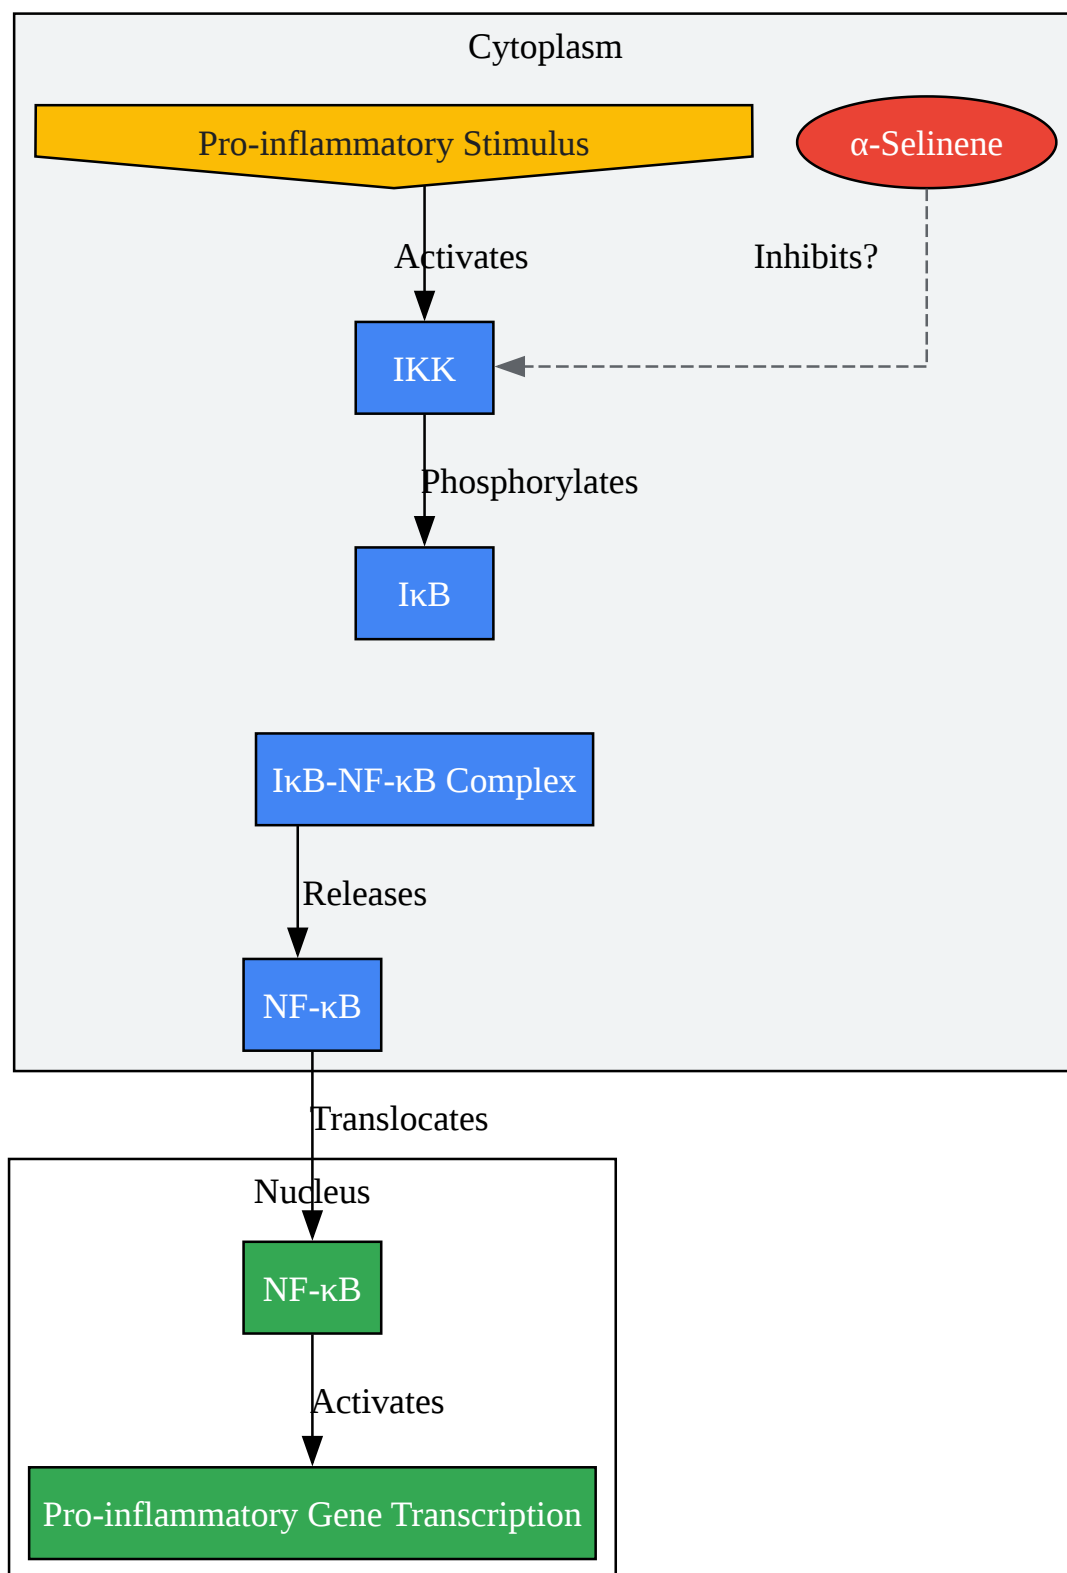 Cytoplasm
Pro-inflammatory Stimulus
α-Selinene
Activates
Inhibits?
IKK
Phosphorylates
IκB
IκB-NF-κB Complex
Releases
NF-κB
Translocates
Nucleus
NF-κB
Activates
Pro-inflammatory Gene Transcription